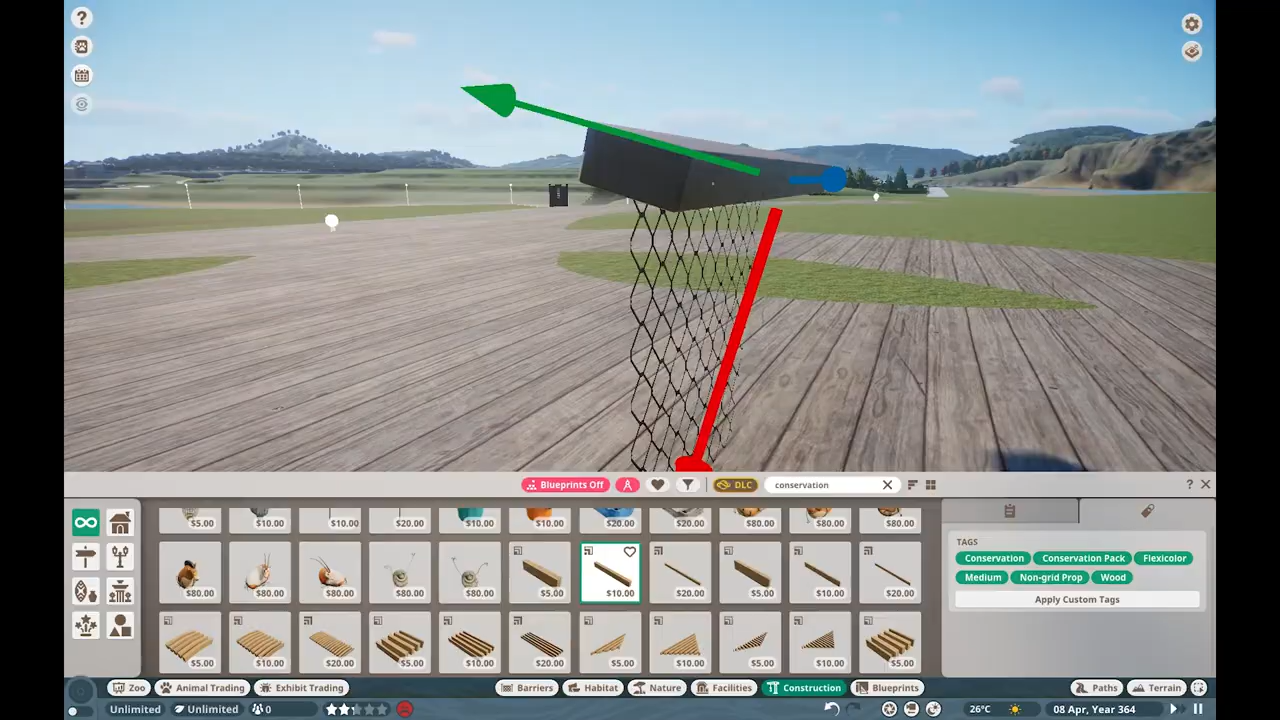 ?
Blueprints Off
DLC
conservation
? 
$5.00 $10.00 $10.00 $20.00 $10.00 $10.00 $20.00 $20.00 $80.00 $80.00 $80.00
$80.00 $80.00 $80.00 $80.00 $80.00 $5.00 $10.00 $20.00 $5.00 $10.00 $20.00
$5.00 $10.00 $20.00 $5.00 $10.00 $20.00 $5.00 $10.00 $5.00 $10.00 $5.00
TAGS
Conservation Conservation Pack Flexicolor
Medium Non-grid Prop Wood
Apply Custom Tags
Zoo Animal Trading Exhibit Trading Barriers Habitat Nature Facilities Construction Blueprints Paths Terrain
Unlimited Unlimited 0 26°C 08 Apr, Year 364